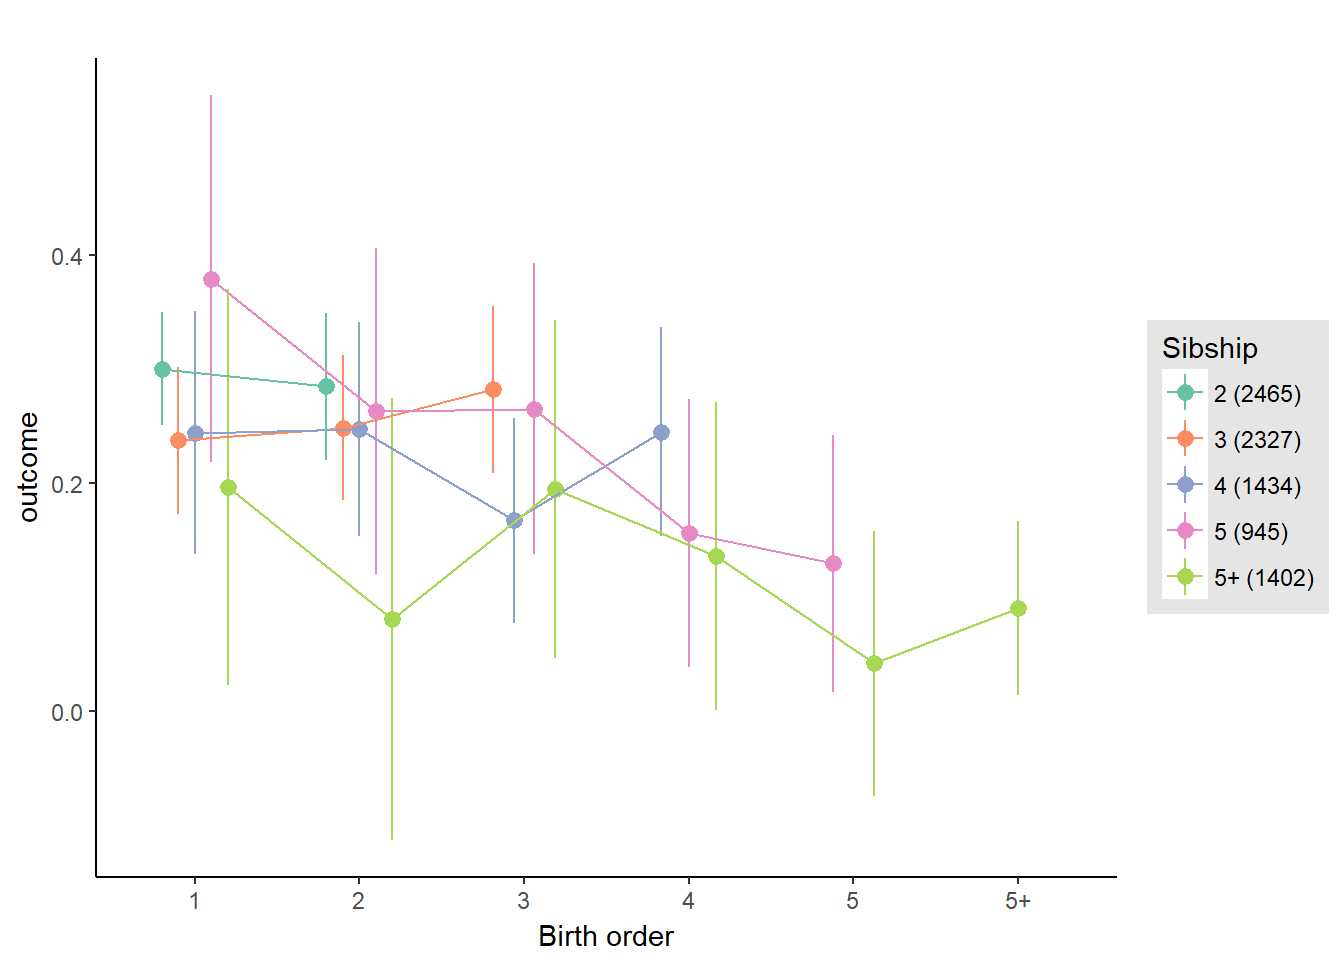 outcome
0.4
0.2
0.0
1 2 3 4 5 5+
Birth order
Sibship
2 (2465)
3 (2327)
4 (1434)
5 (945)
5+ (1402)